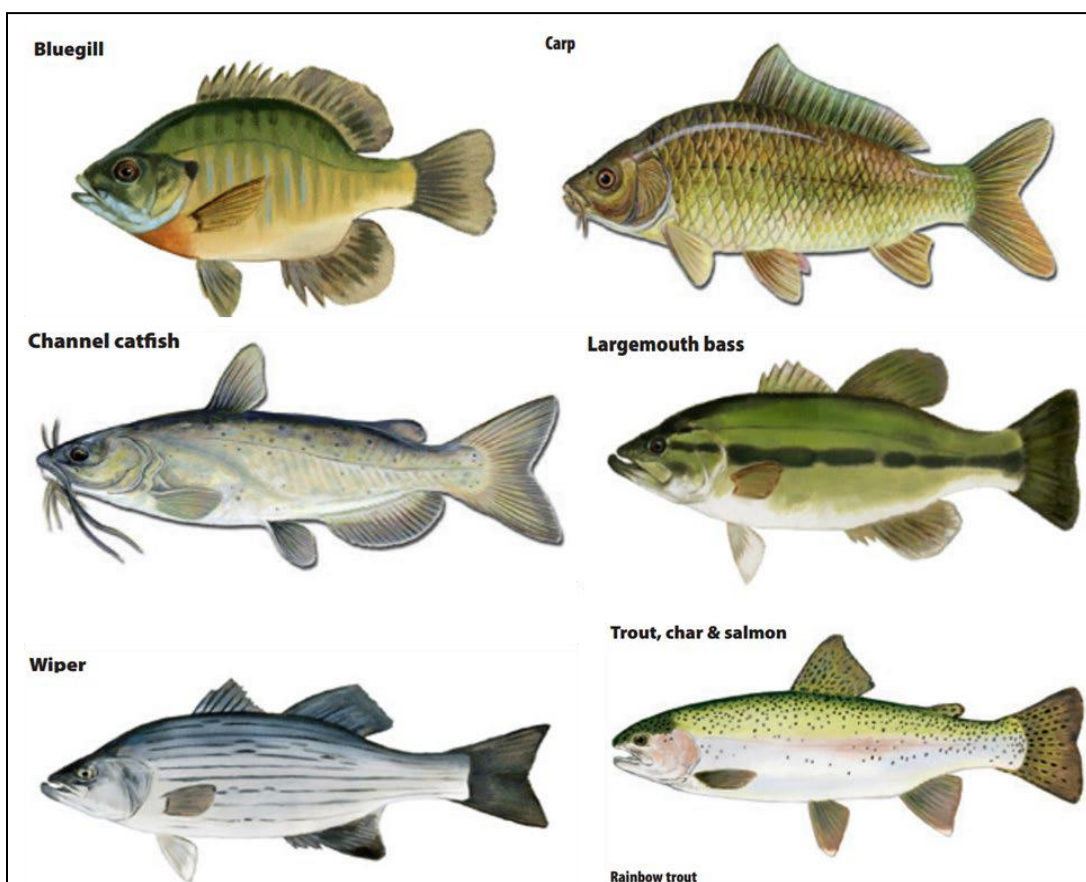 Bluegill
Carp
Channel catfish
Largemouth bass
Wiper
Trout, char & salmon
Rainbow trout